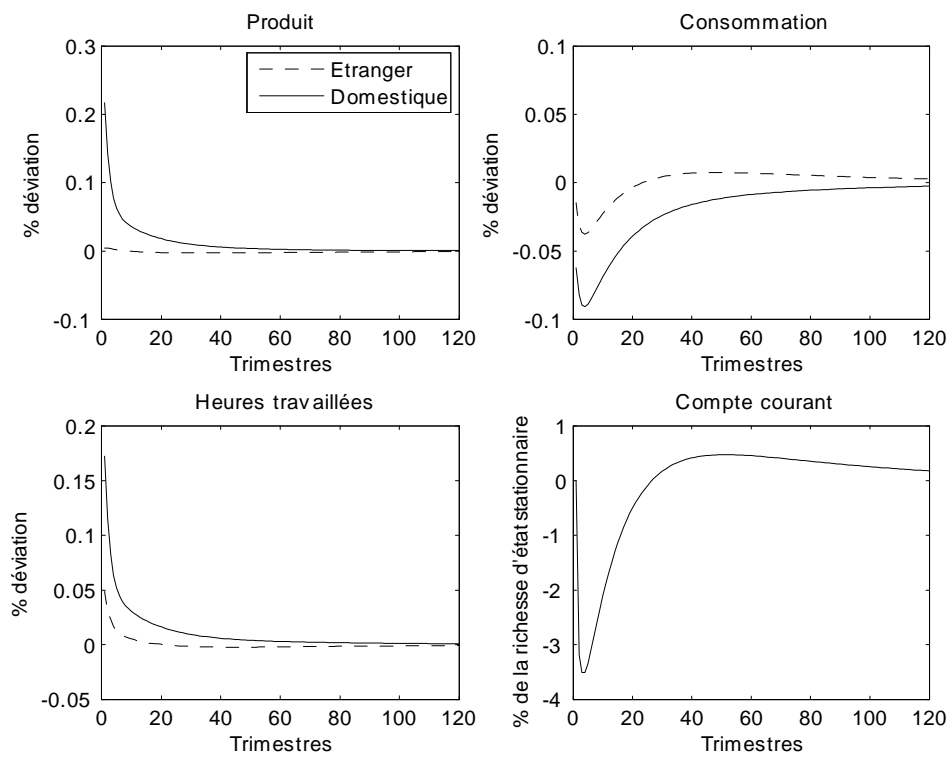 Produit
0.3
0.2
0.1
0
-0.1
% déviation
0 20 40 60 80 100 120
Trimestres
Etranger
Domestique
Consommation
0.1
0.05
0
-0.05
-0.1
% déviation
0 20 40 60 80 100 120
Trimestres
Heures travaillées
0.2
0.15
0.1
0.05
0
-0.05
% déviation
0 20 40 60 80 100 120
Trimestres
Compte courant
1
0
-1
-2
-3
-4
% de la richesse d'état stationnaire
0 20 40 60 80 100 120
Trimestres